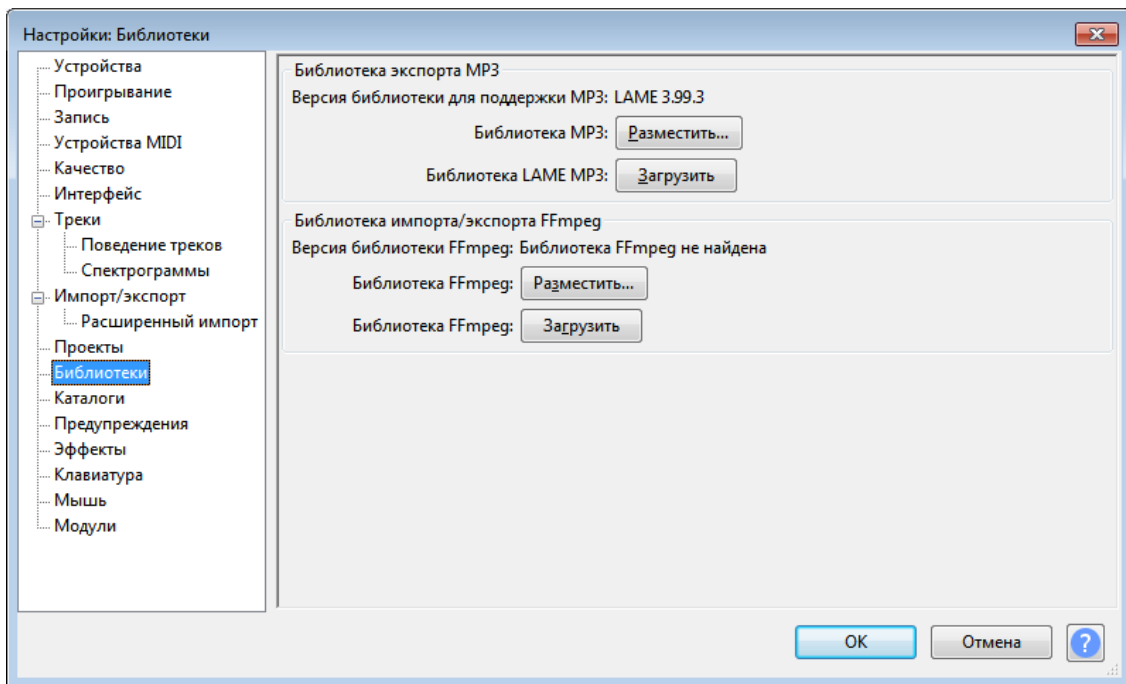 Настройки: Библиотеки
Устройства
Проигрывание
Запись
Устройства MIDI
Качество
Интерфейс
Треки
Поведение треков
Спектрограммы
Импорт/экспорт
Расширенный импорт
Проекты
Библиотеки
Каталоги
Предупреждения
Эффекты
Клавиатура
Мышь
Модули
Библиотека экспорта MP3
Версия библиотеки для поддержки MP3: LAME 3.99.3
Библиотека MP3: Разместить...
Библиотека LAME MP3: Загрузить
Библиотека импорта/экспорта FFmpeg
Версия библиотеки FFmpeg: Библиотека FFmpeg не найдена
Библиотека FFmpeg: Разместить...
Библиотека FFmpeg: Загрузить
OK Отмена ?